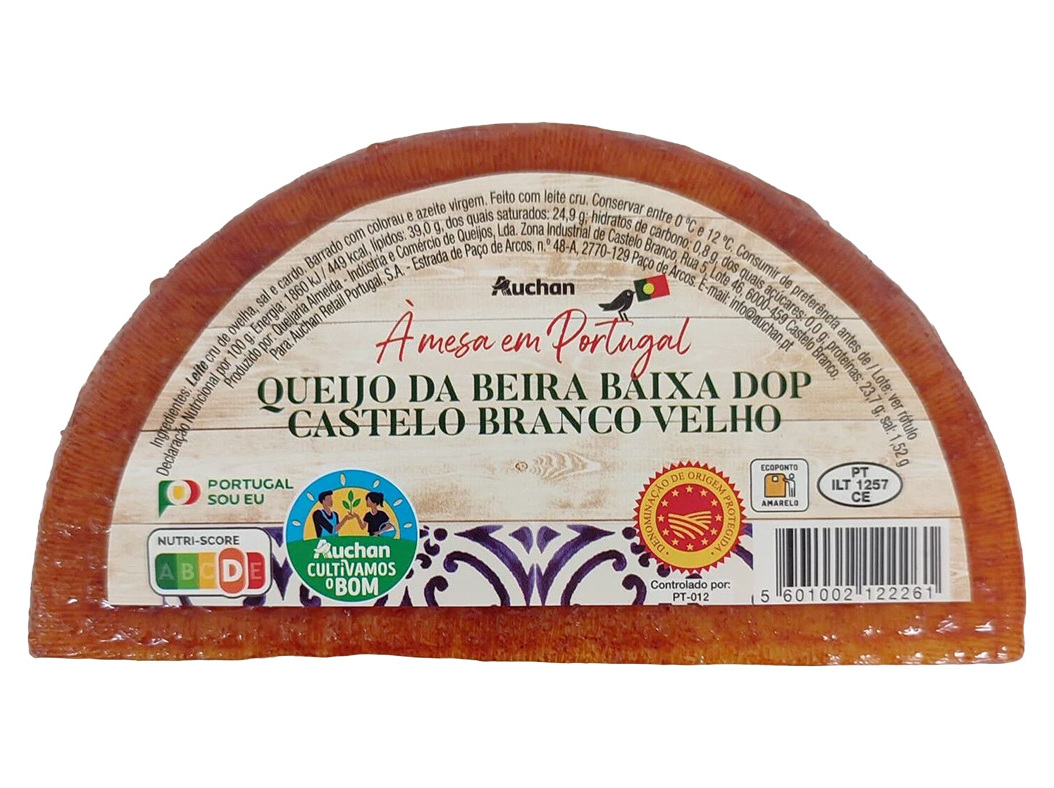 Ingredientes: Leite cru de ovelha, sal e cardo. Barrado com colorau e azeite virgem. Feito com leite cru. Conservar entre 0 ºC e 12 ºC. Consumir de preferência antes de / Lote: ver rótulo
Declaração Nutricional por 100 g Energia: 1860 kJ/ 449 kcal, lípidos: 39,0 g, dos quais saturados: 24,9 g; hidratos de carbono: 0,8 g, dos quais açúcares: 0,0 g; proteínas: 23,7 g; sal: 1,52 g
Produzido por: Queijaria Almeida - Indústria e Comércio de Queijos, Lda. Zona Industrial de Castelo Branco, Rua 5, Lote 46, 6000-459 Castelo Branco.
Para: Auchan Retail Portugal, S.A. - Estrada de Paço de Arcos, n.º 48-A, 2770-129 Paço de Arcos. E-mail: info@auchan.pt
Auchan
À mesa em Portugal
QUEIJO DA BEIRA BAIXA DOP
CASTELO BRANCO VELHO
PORTUGAL
SOU EU
NUTRI-SCORE
A B C D E
Auchan
CULTiVAMOS
O BOM
DENOMINAÇÃO DE ORIGEM PROTEGIDA
Controlado por:
PT-012
ECOPONTO
AMARELO
PT
ILT 1257
CE
5 601002 122261